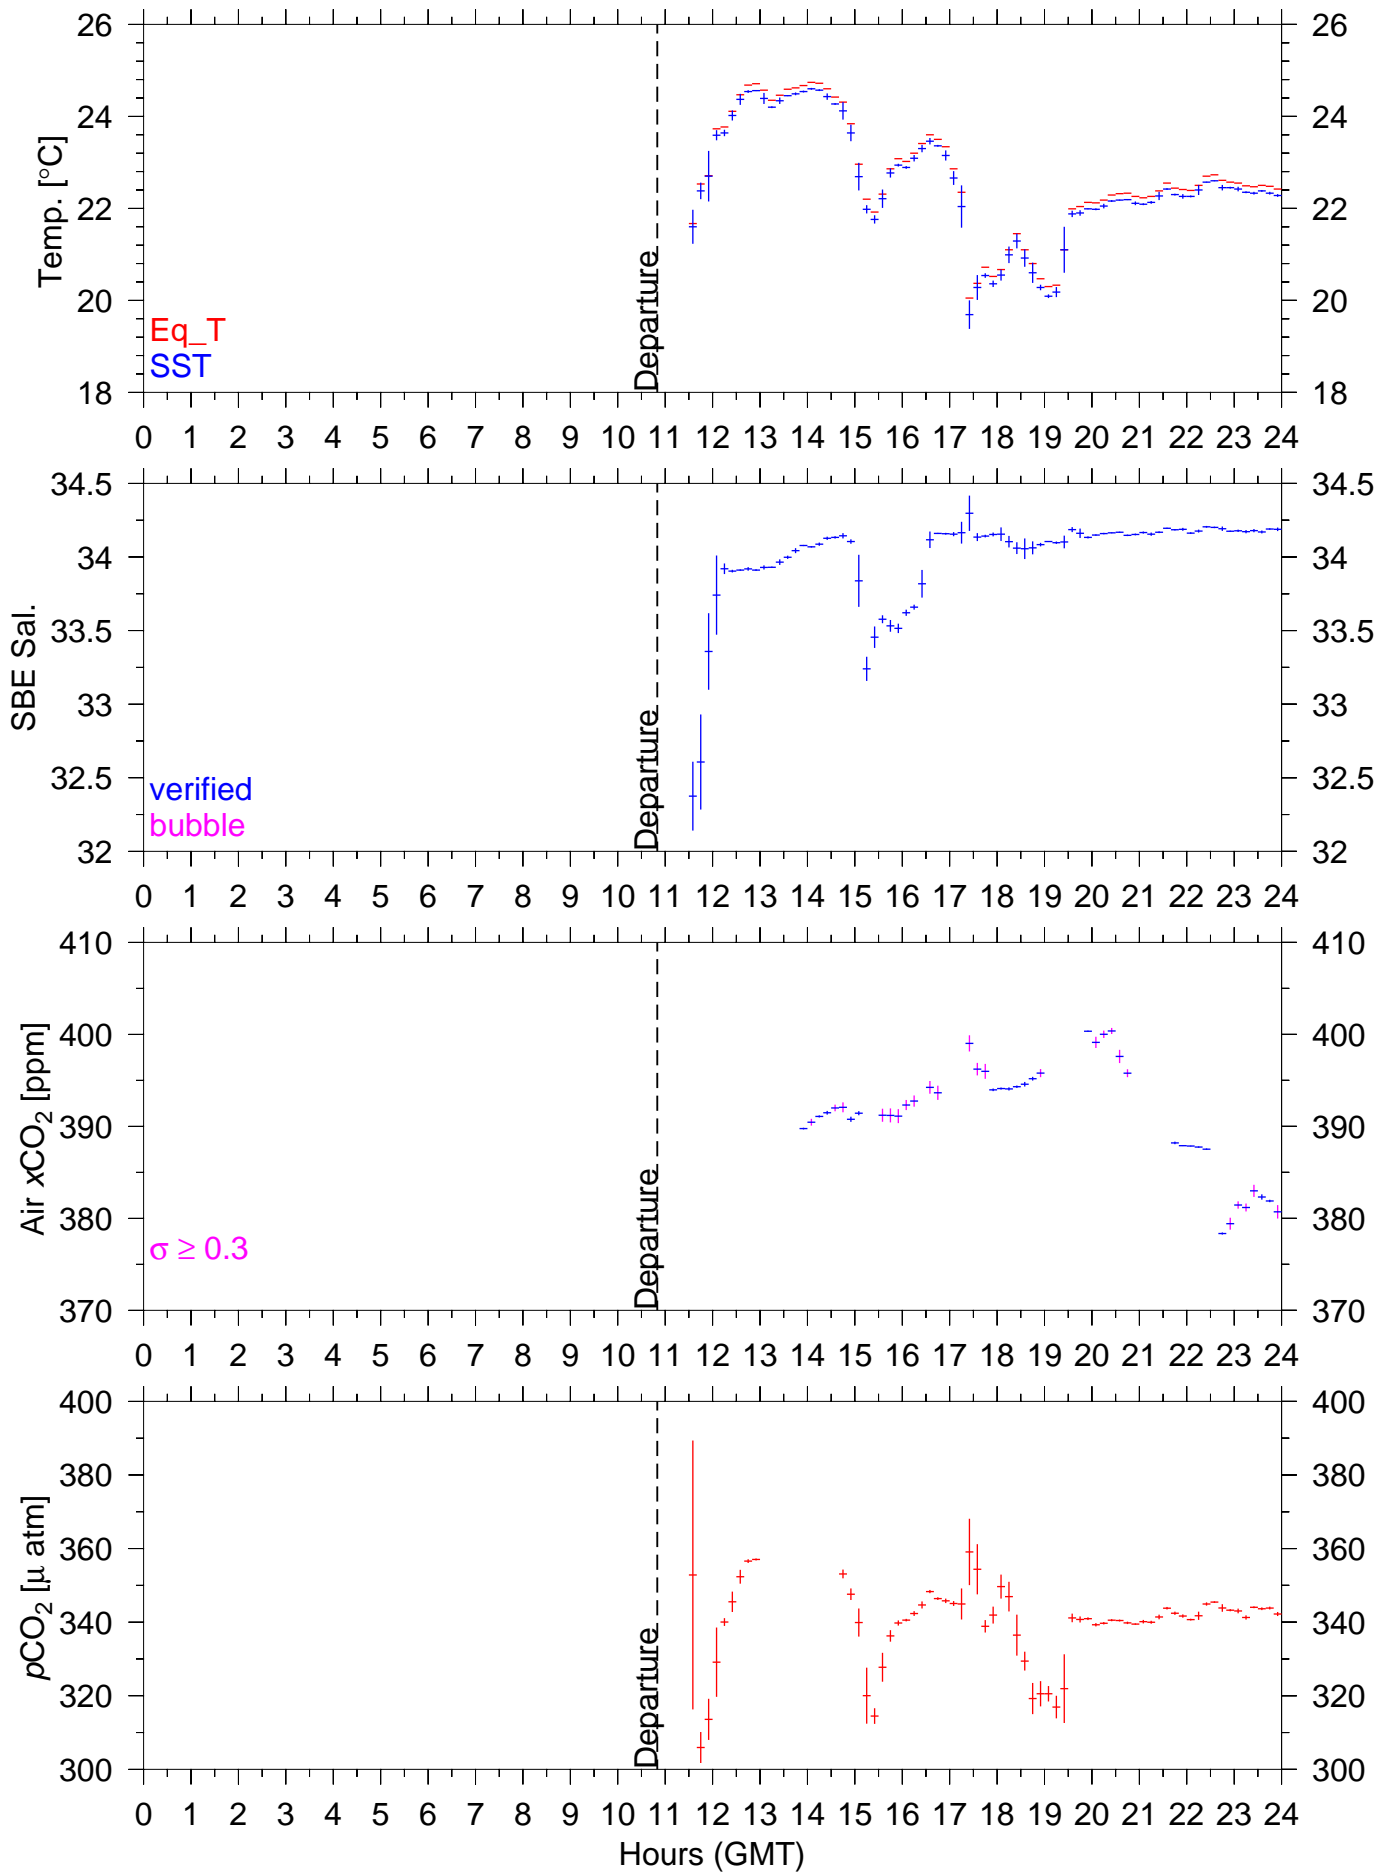 26 26
24 24
22 22
20 20
18 18
Temp. [°C]
Eq_T
SST
Departure
0 1 2 3 4 5 6 7 8 9 10 11 12 13 14 15 16 17 18 19 20 21 22 23 24
34.5 34.5
34 34
33.5 33.5
33 33
32.5 32.5
32 32
SBE Sal.
verified
bubble
Departure
0 1 2 3 4 5 6 7 8 9 10 11 12 13 14 15 16 17 18 19 20 21 22 23 24
410 410
400 400
390 390
380 380
370 370
Air xCO₂ [ppm]
σ ≥ 0.3
Departure
0 1 2 3 4 5 6 7 8 9 10 11 12 13 14 15 16 17 18 19 20 21 22 23 24
400 400
380 380
360 360
340 340
320 320
300 300
pCO₂ [μ atm]
Departure
0 1 2 3 4 5 6 7 8 9 10 11 12 13 14 15 16 17 18 19 20 21 22 23 24
Hours (GMT)